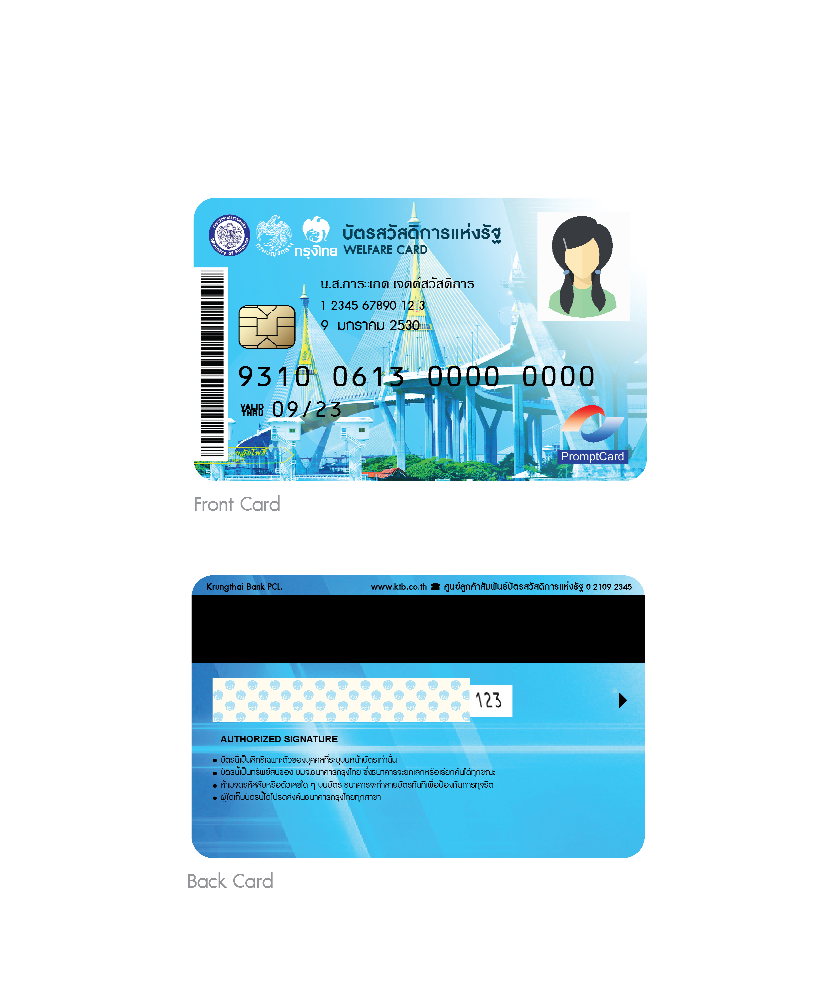 กระทรวงการคลัง
Ministry of Finance
กรมบัญชีกลาง
กรุงไทย
บัตรสวัสดิการแห่งรัฐ
WELFARE CARD
น.ส.การะเกด เจตต์สวัสดิการ
1 2345 67890 12 3
9 มกราคม 2530
9310 0613 0000 0000
VALID THRU 09/23
PromptCard
Front Card
Krungthai Bank PCL. www.ktb.co.th ☎ ศูนย์ลูกค้าสัมพันธ์บัตรสวัสดิการแห่งรัฐ 0 2109 2345
123
AUTHORIZED SIGNATURE
• บัตรนี้เป็นสิทธิเฉพาะตัวของบุคคลที่ระบุบนหน้าบัตรเท่านั้น
• บัตรนี้เป็นทรัพย์สินของ บมจ.ธนาคารกรุงไทย ซึ่งธนาคารจะยกเลิกหรือเรียกคืนได้ทุกขณะ
• ห้ามจดรหัสลับหรือตัวเลขใด ๆ บนบัตร ธนาคารจะทำลายบัตรทันทีเพื่อป้องกันการทุจริต
• ผู้ใดเก็บบัตรนี้ได้โปรดส่งคืนธนาคารกรุงไทยทุกสาขา
Back Card